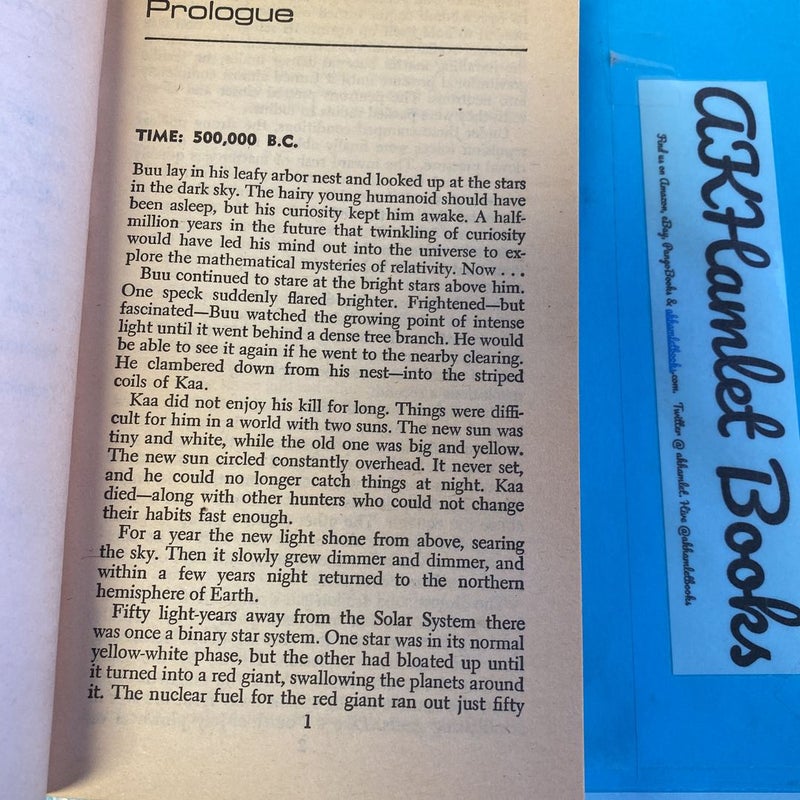 Prologue
TIME: 500,000 B.C.
Buu lay in his leafy arbor nest and looked up at the stars
in the dark sky. The hairy young humanoid should have
been asleep, but his curiosity kept him awake. A half-
million years in the future that twinkling of curiosity
would have led his mind out into the universe to ex-
plore the mathematical mysteries of relativity. Now . . .
Buu continued to stare at the bright stars above him.
One speck suddenly flared brighter. Frightened—but
fascinated—Buu watched the growing point of intense
light until it went behind a dense tree branch. He would
be able to see it again if he went to the nearby clearing.
He clambered down from his nest—into the striped
coils of Kaa.
Kaa did not enjoy his kill for long. Things were diffi-
cult for him in a world with two suns. The new sun was
tiny and white, while the old one was big and yellow.
The new sun circled constantly overhead. It never set,
and he could no longer catch things at night. Kaa
died—along with other hunters who could not change
their habits fast enough.
For a year the new light shone from above, searing
the sky. Then it slowly grew dimmer and dimmer, and
within a few years night returned to the northern
hemisphere of Earth.
Fifty light-years away from the Solar System there
was once a binary star system. One star was in its normal
yellow-white phase, but the other had bloated up until
it turned into a red giant, swallowing the planets around
it. The nuclear fuel for the red giant ran out just fifty
1
AKHamlet Books
Find us on Amazon, eBay, PangoBooks & akhamletbooks.com. Twitter @ akhamlet. Hive @akhamletbooks